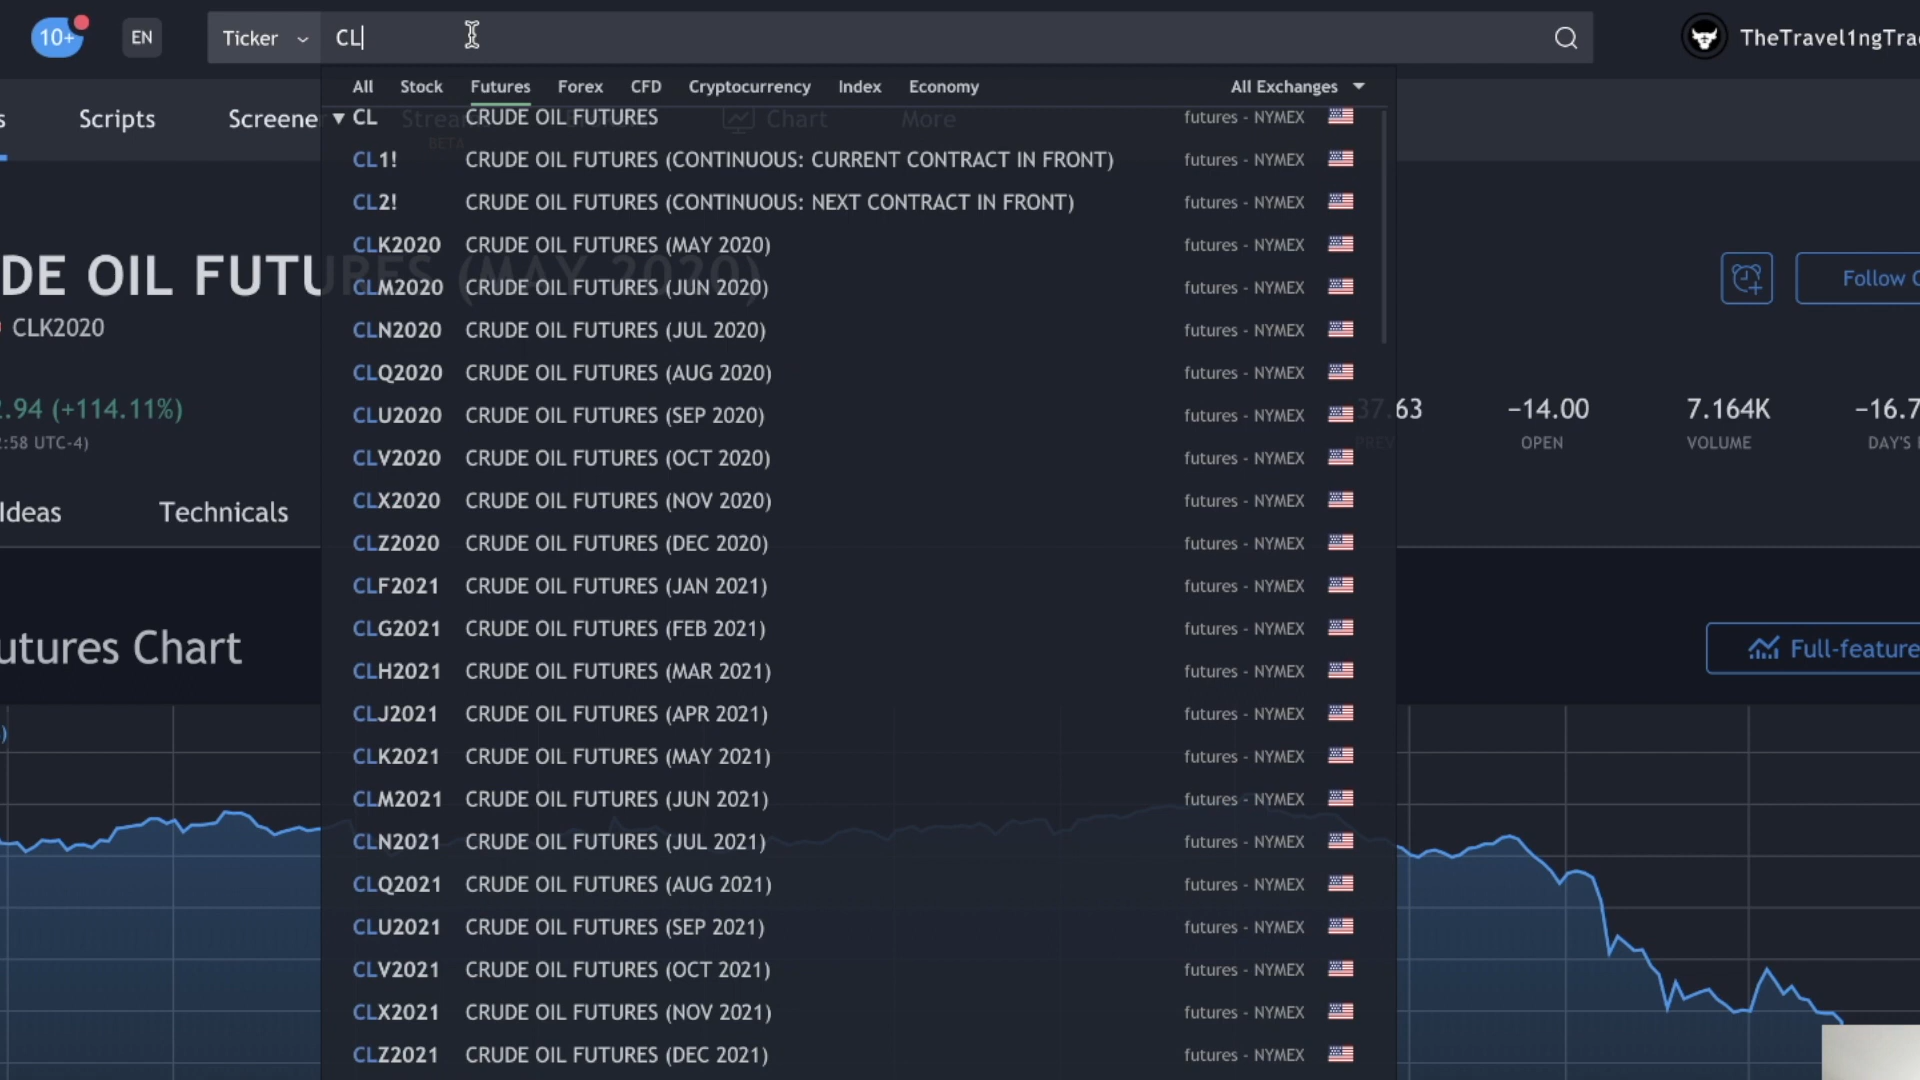 10+ EN Ticker CL TheTravel1ngTra
All Stock Futures Forex CFD Cryptocurrency Index Economy All Exchanges
Scripts Screene Chart More
BETA
CL CRUDE OIL FUTURES futures - NYMEX
CL1! CRUDE OIL FUTURES (CONTINUOUS: CURRENT CONTRACT IN FRONT) futures - NYMEX
CL2! CRUDE OIL FUTURES (CONTINUOUS: NEXT CONTRACT IN FRONT) futures - NYMEX
CLK2020 CRUDE OIL FUTURES (MAY 2020) futures - NYMEX
CLM2020 CRUDE OIL FUTURES (JUN 2020) futures - NYMEX
CLN2020 CRUDE OIL FUTURES (JUL 2020) futures - NYMEX
CLQ2020 CRUDE OIL FUTURES (AUG 2020) futures - NYMEX
CLU2020 CRUDE OIL FUTURES (SEP 2020) futures - NYMEX
CLV2020 CRUDE OIL FUTURES (OCT 2020) futures - NYMEX
CLX2020 CRUDE OIL FUTURES (NOV 2020) futures - NYMEX
CLZ2020 CRUDE OIL FUTURES (DEC 2020) futures - NYMEX
CLF2021 CRUDE OIL FUTURES (JAN 2021) futures - NYMEX
CLG2021 CRUDE OIL FUTURES (FEB 2021) futures - NYMEX
CLH2021 CRUDE OIL FUTURES (MAR 2021) futures - NYMEX
CLJ2021 CRUDE OIL FUTURES (APR 2021) futures - NYMEX
CLK2021 CRUDE OIL FUTURES (MAY 2021) futures - NYMEX
CLM2021 CRUDE OIL FUTURES (JUN 2021) futures - NYMEX
CLN2021 CRUDE OIL FUTURES (JUL 2021) futures - NYMEX
CLQ2021 CRUDE OIL FUTURES (AUG 2021) futures - NYMEX
CLU2021 CRUDE OIL FUTURES (SEP 2021) futures - NYMEX
CLV2021 CRUDE OIL FUTURES (OCT 2021) futures - NYMEX
CLX2021 CRUDE OIL FUTURES (NOV 2021) futures - NYMEX
CLZ2021 CRUDE OIL FUTURES (DEC 2021) futures - NYMEX
DE OIL FUTURES (MAY 2020)
CLK2020
Follow
.94 (+114.11%)
:58 UTC-4)
37.63 −14.00 7.164K −16.7
PREV OPEN VOLUME DAY'S
Ideas Technicals
utures Chart
Full-feature